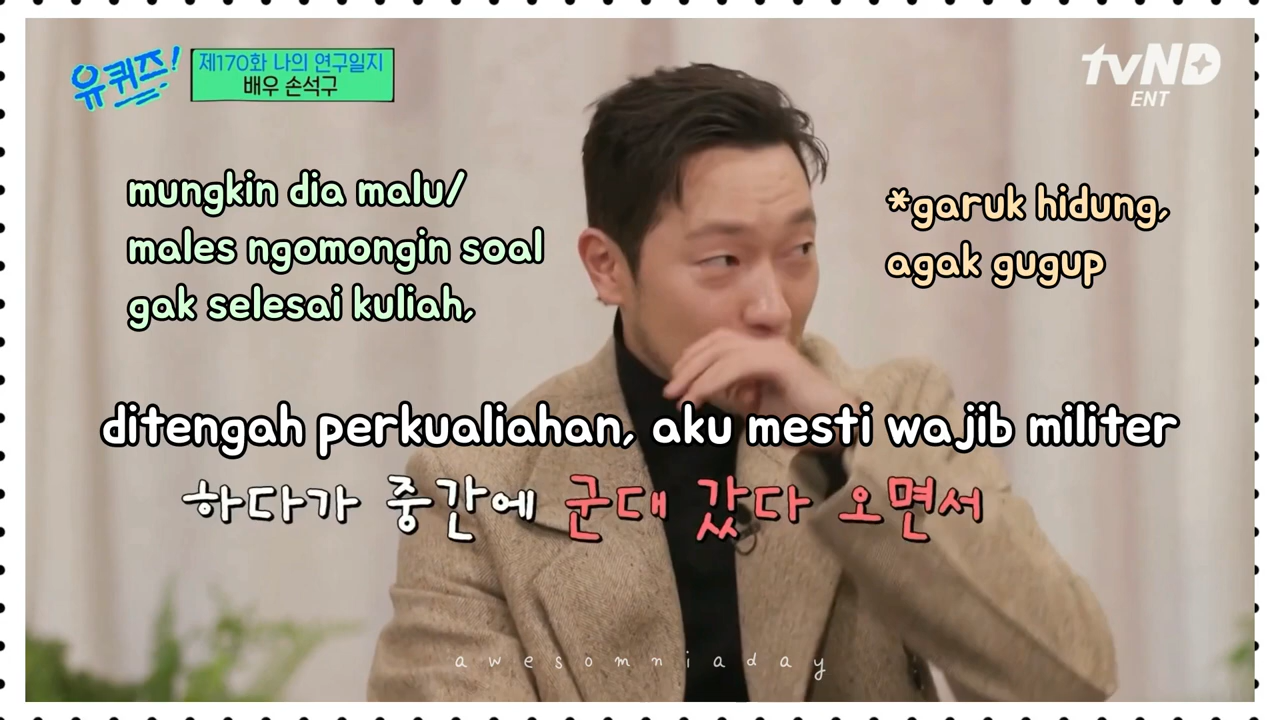 유퀴즈!
제170화 나의 연구일지
배우 손석구
tvND
ENT
mungkin dia malu/
males ngomongin soal
gak selesai kuliah,
*garuk hidung,
agak gugup
ditengah perkualiahan, aku mesti wajib militer
하다가 중간에 군대 갔다 오면서
awesomniaday